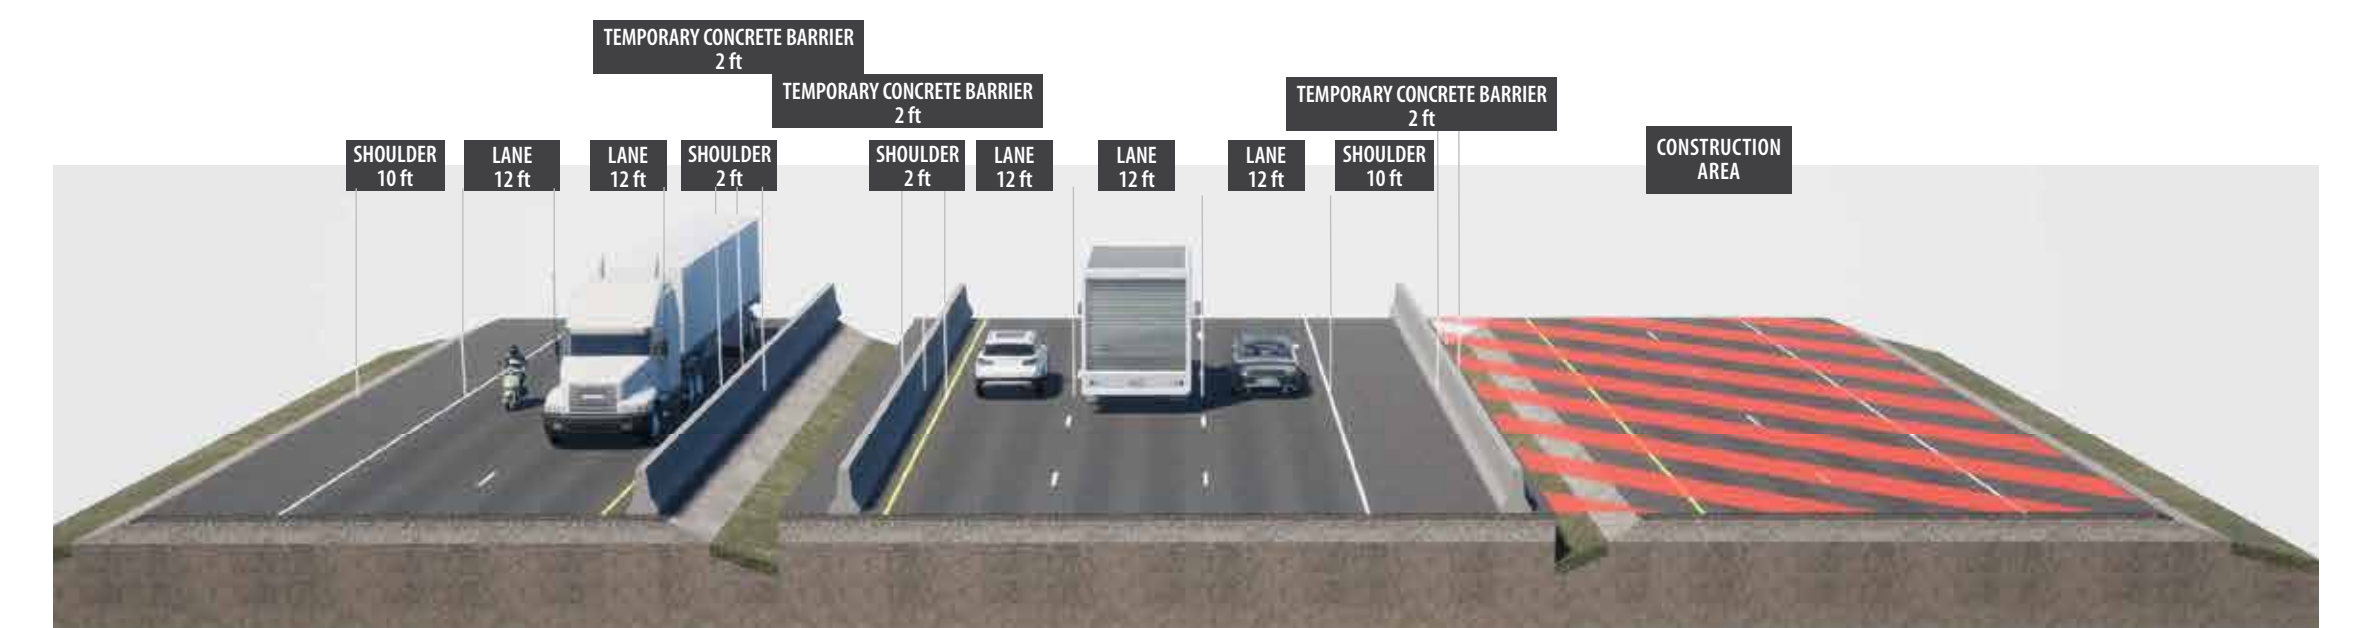 TEMPORARY CONCRETE BARRIER
2 ft
TEMPORARY CONCRETE BARRIER
2 ft
TEMPORARY CONCRETE BARRIER
2 ft
SHOULDER
10 ft
LANE
12 ft
LANE
12 ft
SHOULDER
2 ft
SHOULDER
2 ft
LANE
12 ft
LANE
12 ft
LANE
12 ft
SHOULDER
10 ft
CONSTRUCTION
AREA